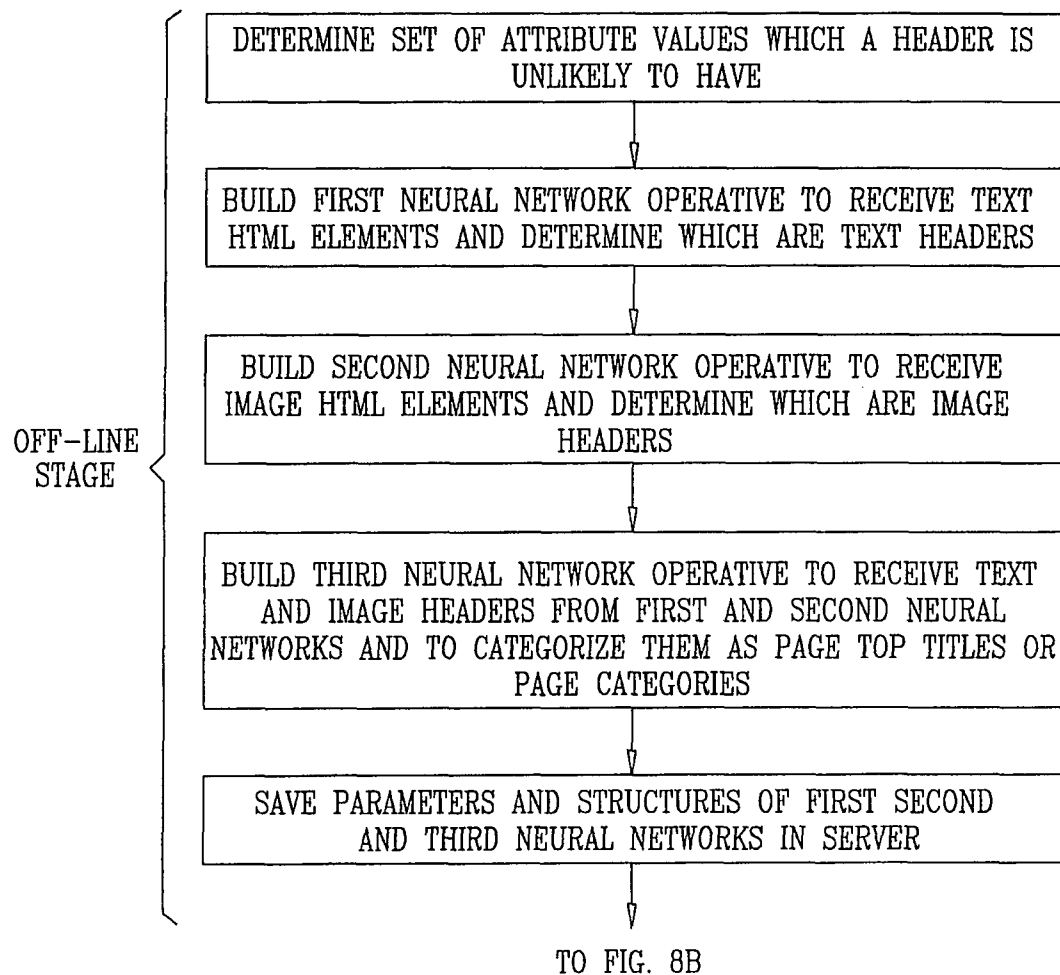 DETERMINE SET OF ATTRIBUTE VALUES WHICH A HEADER IS
UNLIKELY TO HAVE
BUILD FIRST NEURAL NETWORK OPERATIVE TO RECEIVE TEXT
HTML ELEMENTS AND DETERMINE WHICH ARE TEXT HEADERS
BUILD SECOND NEURAL NETWORK OPERATIVE TO RECEIVE
IMAGE HTML ELEMENTS AND DETERMINE WHICH ARE IMAGE
HEADERS
OFF-LINE
STAGE
BUILD THIRD NEURAL NETWORK OPERATIVE TO RECEIVE TEXT
AND IMAGE HEADERS FROM FIRST AND SECOND NEURAL
NETWORKS AND TO CATEGORIZE THEM AS PAGE TOP TITLES OR
PAGE CATEGORIES
SAVE PARAMETERS AND STRUCTURES OF FIRST SECOND
AND THIRD NEURAL NETWORKS IN SERVER
TO FIG. 8B